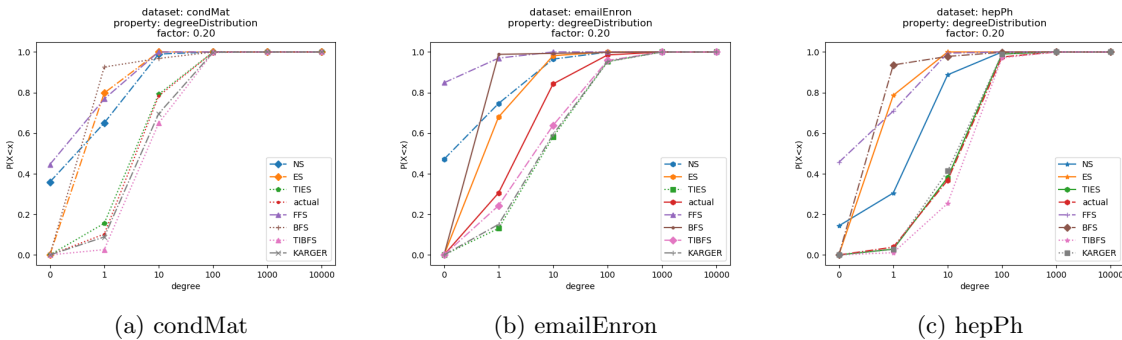 dataset: condMat
property: degreeDistribution
factor: 0.20
P(X<x)
1.0
0.8
0.6
0.4
0.2
0.0
0 1 10 100 1000 10000
degree
NS
ES
TIES
actual
FFS
BFS
TIBFS
KARGER
(a) condMat
dataset: emailEnron
property: degreeDistribution
factor: 0.20
P(X<x)
1.0
0.8
0.6
0.4
0.2
0.0
0 1 10 100 1000 10000
degree
NS
ES
TIES
actual
FFS
BFS
TIBFS
KARGER
(b) emailEnron
dataset: hepPh
property: degreeDistribution
factor: 0.20
P(X<x)
1.0
0.8
0.6
0.4
0.2
0.0
0 1 10 100 1000 10000
degree
NS
ES
TIES
actual
FFS
BFS
TIBFS
KARGER
(c) hepPh